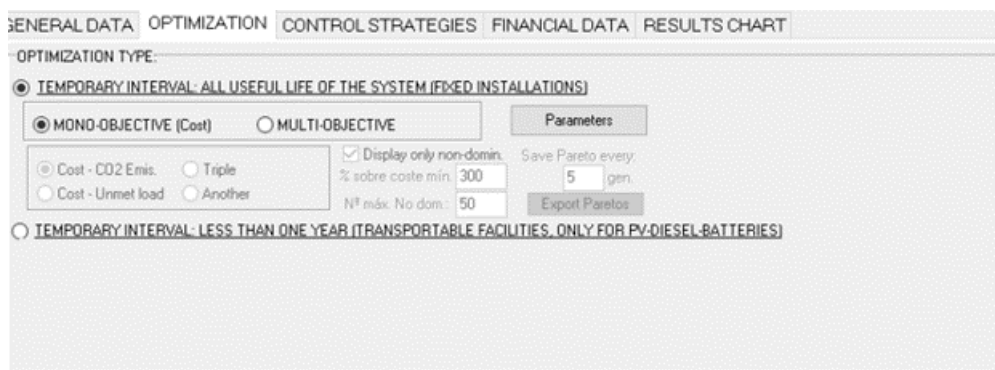 GENERAL DATA OPTIMIZATION CONTROL STRATEGIES FINANCIAL DATA RESULTS CHART
OPTIMIZATION TYPE:
TEMPORARY INTERVAL: ALL USEFUL LIFE OF THE SYSTEM (FIXED INSTALLATIONS)
MONO-OBJECTIVE (Cost) MULTI-OBJECTIVE Parameters
Display only non-domin. Save Pareto every:
Cost - CO2 Emis. Triple % sobre coste mín. 300 5 gen.
Cost - Unmet load Another Nº máx. No dom.: 50 Export Paretos
TEMPORARY INTERVAL: LESS THAN ONE YEAR (TRANSPORTABLE FACILITIES, ONLY FOR PV-DIESEL-BATTERIES)